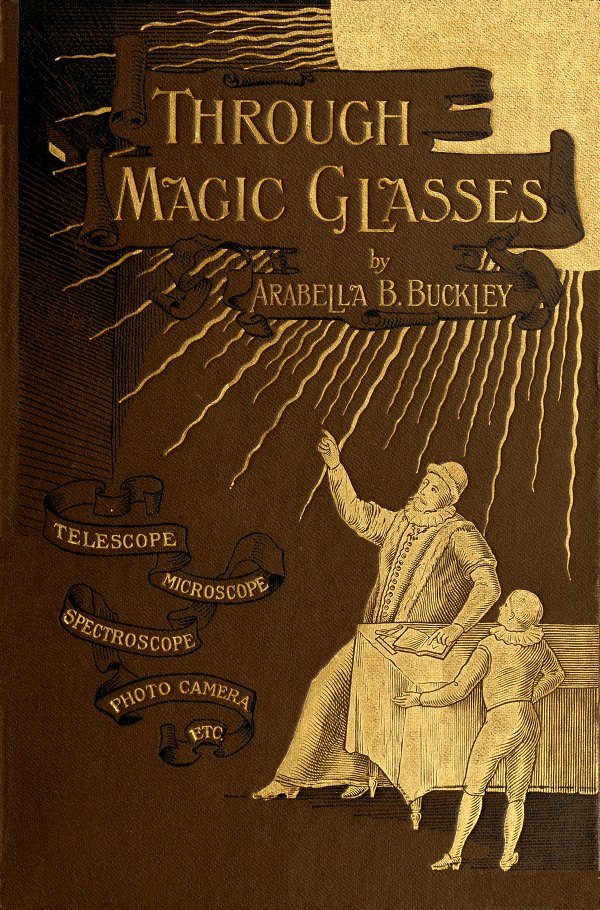 THROUGH
MAGIC GLASSES
by
ARABELLA B. BUCKLEY
TELESCOPE
MICROSCOPE
SPECTROSCOPE
PHOTO CAMERA
ETC